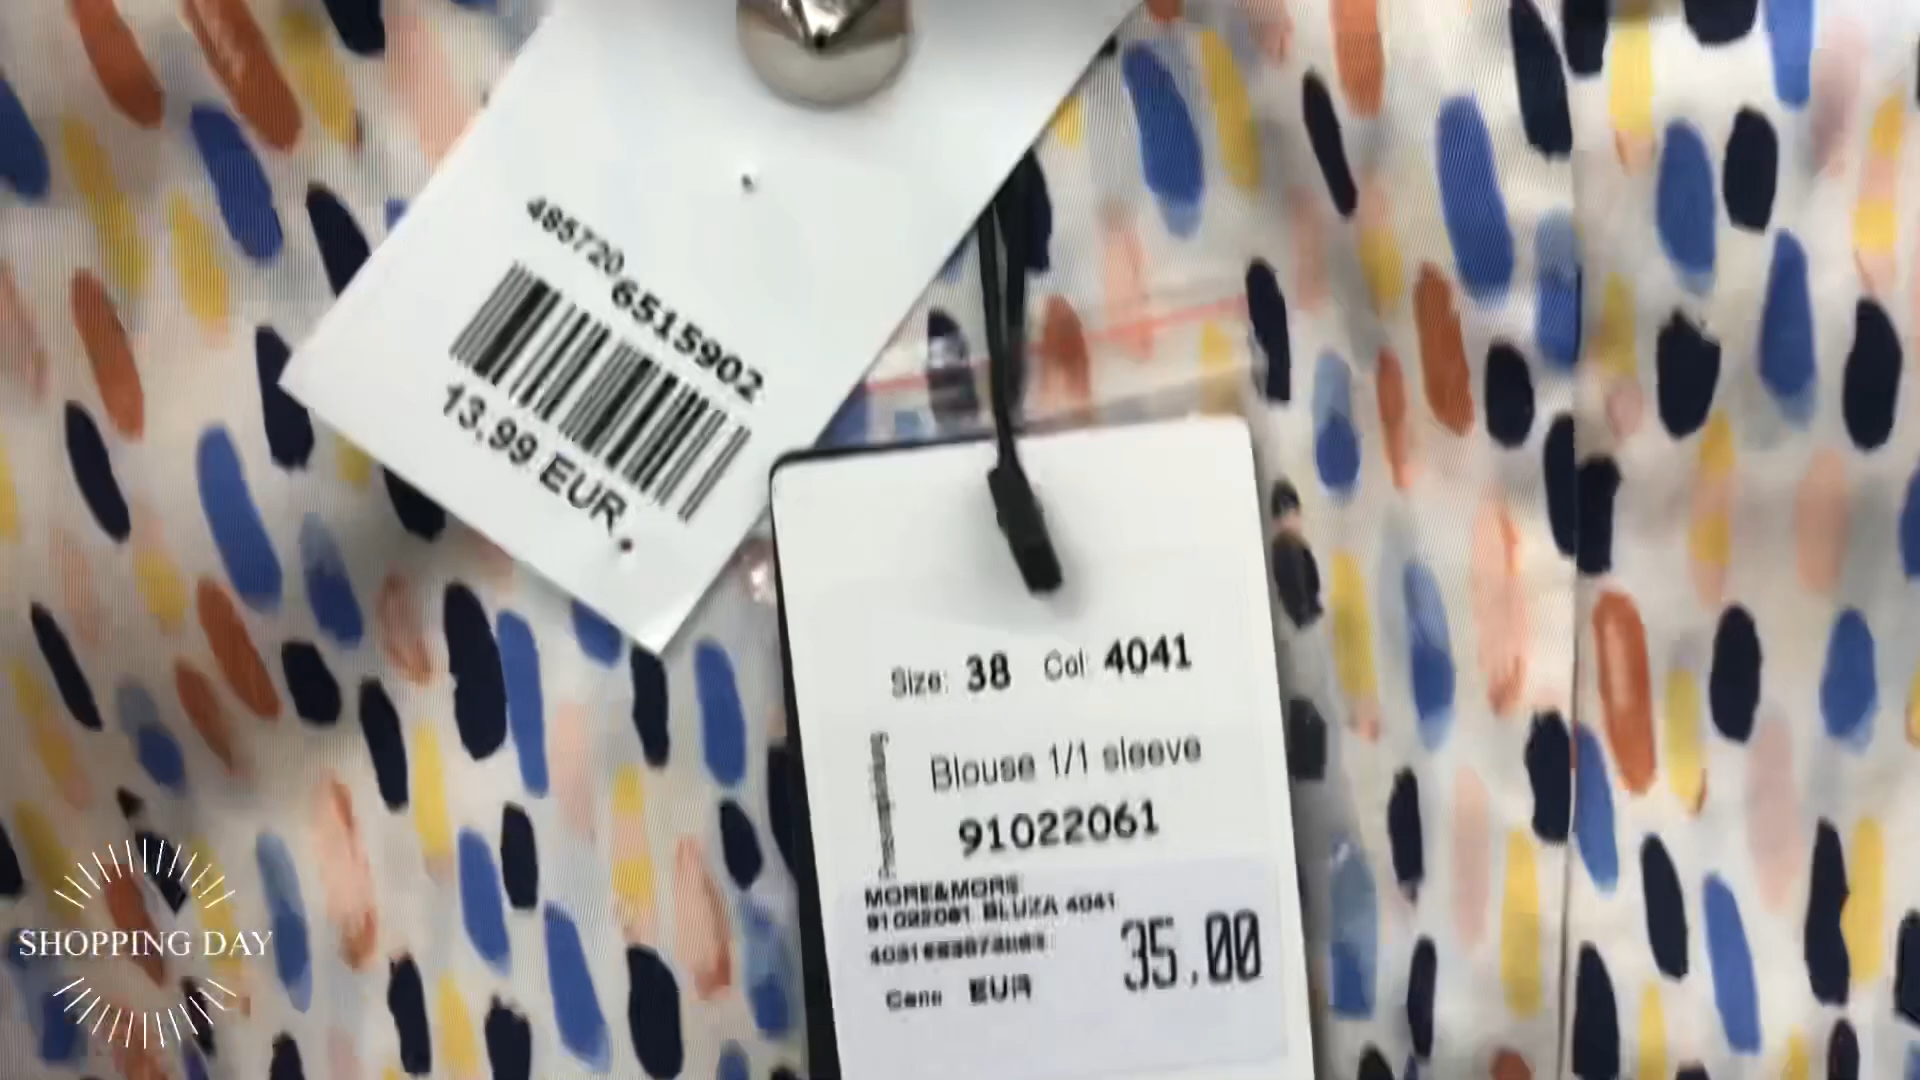 485720 6515902
13.99 EUR.
Size: 38 Col: 4041
Blouse 1/1 sleeve
91022061
MORE&MORE
91022061 BLUZA 4041
Cena EUR 35.00
SHOPPING DAY